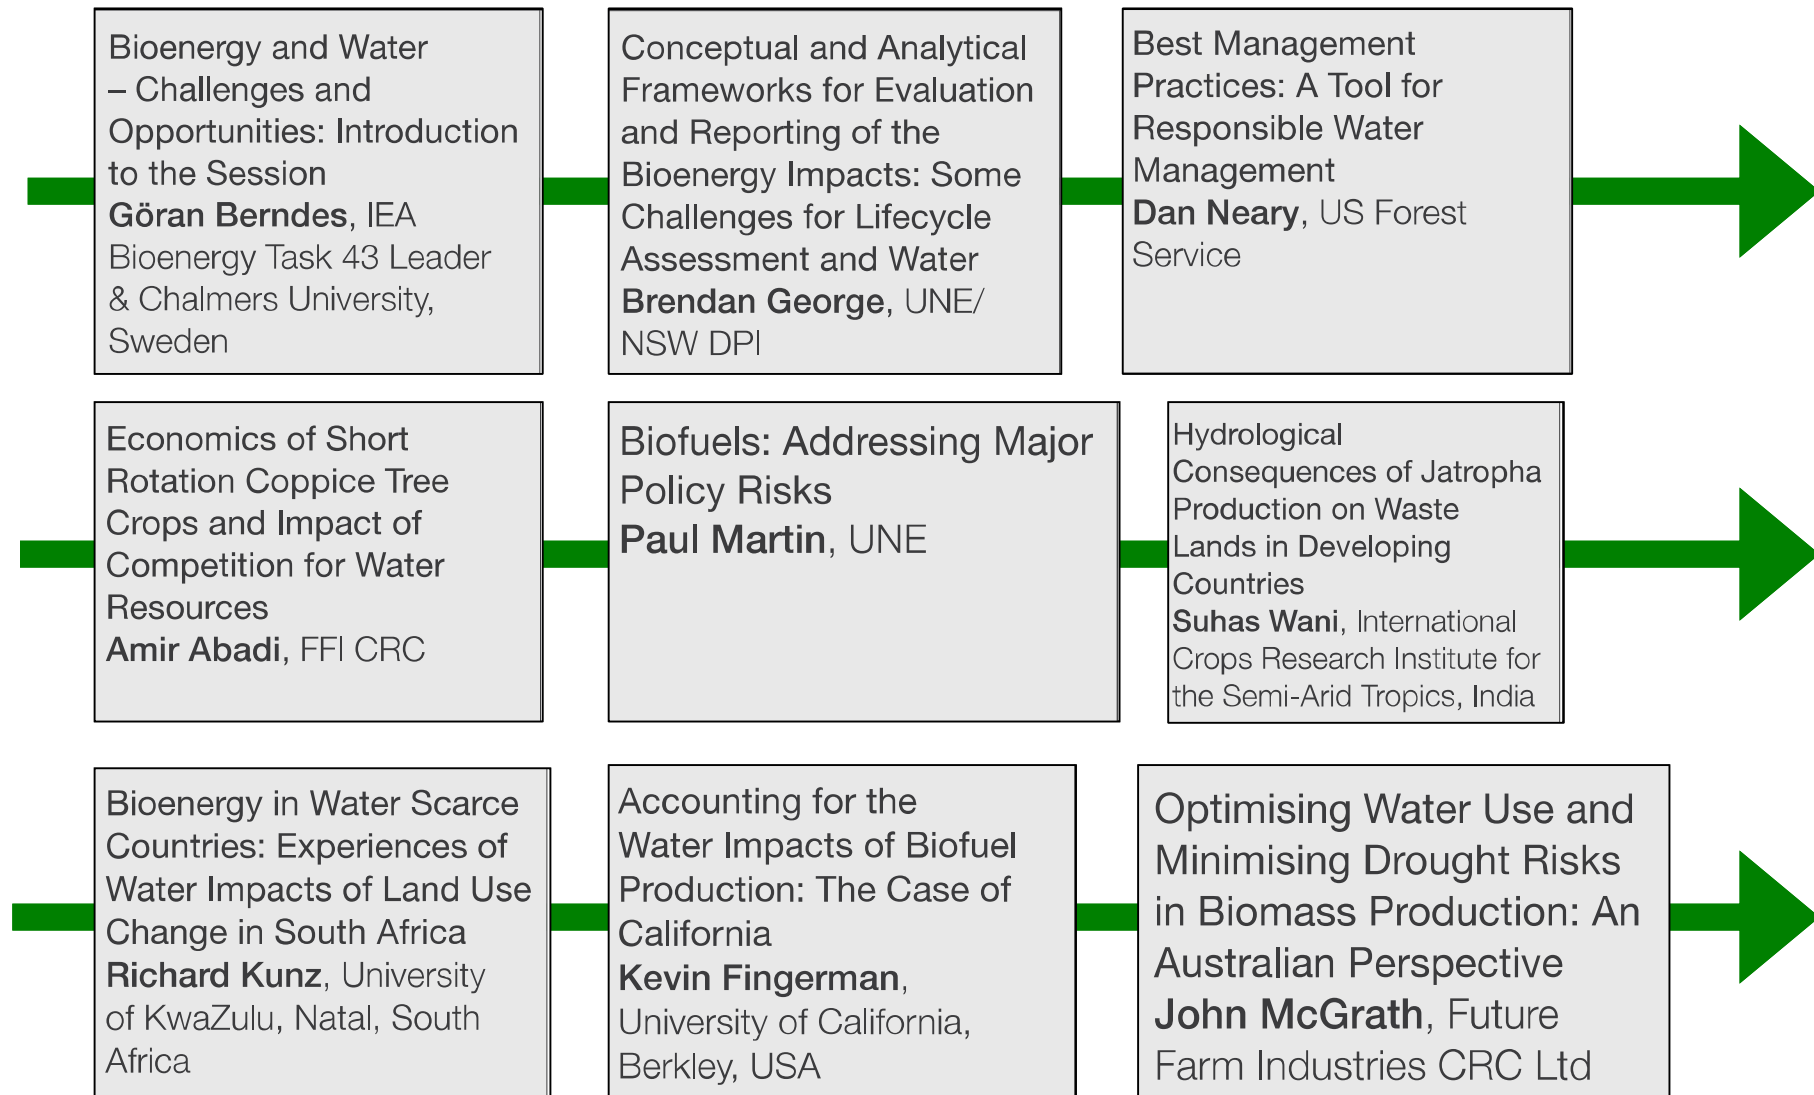 Bioenergy and Water
– Challenges and
Opportunities: Introduction
to the Session
Göran Berndes, IEA
Bioenergy Task 43 Leader
& Chalmers University,
Sweden
Conceptual and Analytical
Frameworks for Evaluation
and Reporting of the
Bioenergy Impacts: Some
Challenges for Lifecycle
Assessment and Water
Brendan George, UNE/
NSW DPI
Best Management
Practices: A Tool for
Responsible Water
Management
Dan Neary, US Forest
Service
Economics of Short
Rotation Coppice Tree
Crops and Impact of
Competition for Water
Resources
Amir Abadi, FFI CRC
Biofuels: Addressing Major
Policy Risks
Paul Martin, UNE
Hydrological
Consequences of Jatropha
Production on Waste
Lands in Developing
Countries
Suhas Wani, International
Crops Research Institute for
the Semi-Arid Tropics, India
Bioenergy in Water Scarce
Countries: Experiences of
Water Impacts of Land Use
Change in South Africa
Richard Kunz, University
of KwaZulu, Natal, South
Africa
Accounting for the
Water Impacts of Biofuel
Production: The Case of
California
Kevin Fingerman,
University of California,
Berkley, USA
Optimising Water Use and
Minimising Drought Risks
in Biomass Production: An
Australian Perspective
John McGrath, Future
Farm Industries CRC Ltd